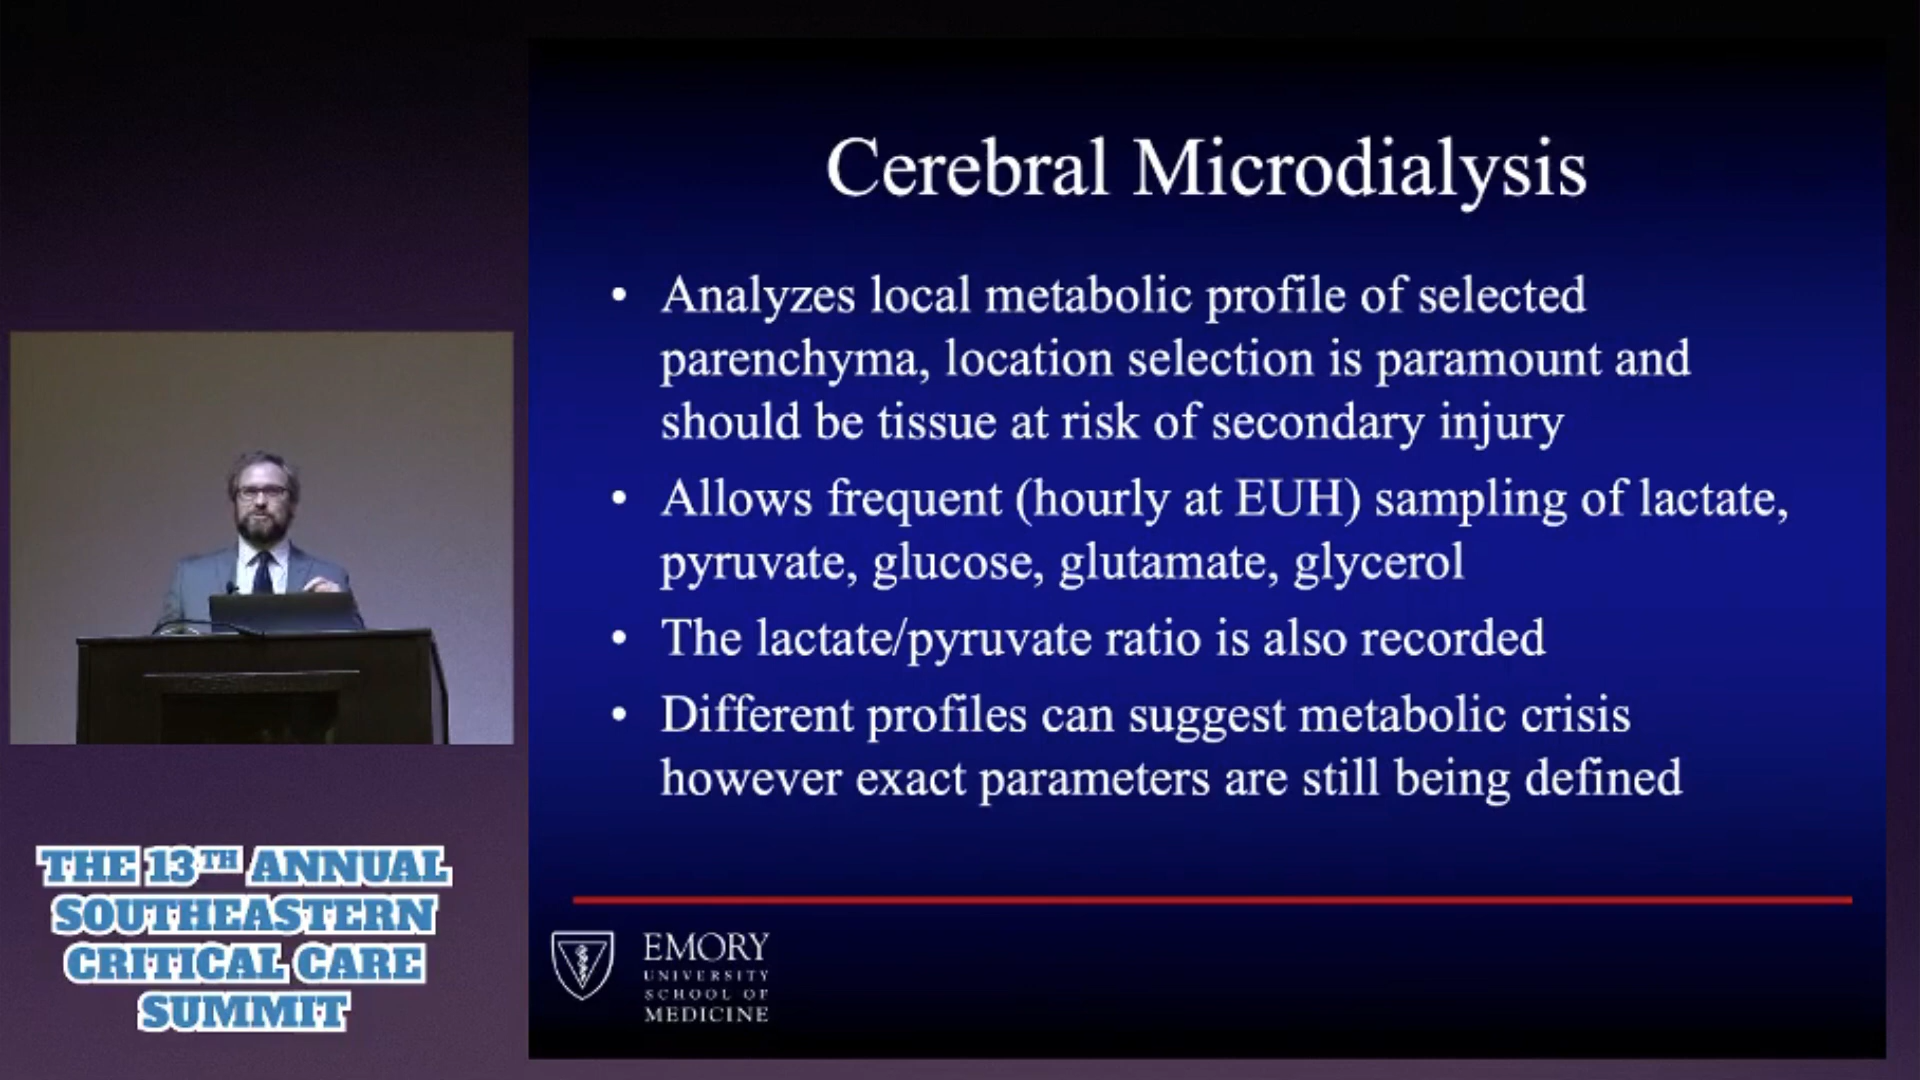 Cerebral Microdialysis
• Analyzes local metabolic profile of selected
parenchyma, location selection is paramount and
should be tissue at risk of secondary injury
• Allows frequent (hourly at EUH) sampling of lactate,
pyruvate, glucose, glutamate, glycerol
• The lactate/pyruvate ratio is also recorded
• Different profiles can suggest metabolic crisis
however exact parameters are still being defined
THE 13TH ANNUAL
SOUTHEASTERN
CRITICAL CARE
SUMMIT
EMORY
UNIVERSITY
SCHOOL OF
MEDICINE